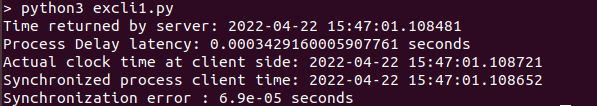 > python3 excli1.py
Time returned by server: 2022-04-22 15:47:01.108481
Process Delay latency: 0.0003429160005907761 seconds
Actual clock time at client side: 2022-04-22 15:47:01.108721
Synchronized process client time: 2022-04-22 15:47:01.108652
Synchronization error : 6.9e-05 seconds